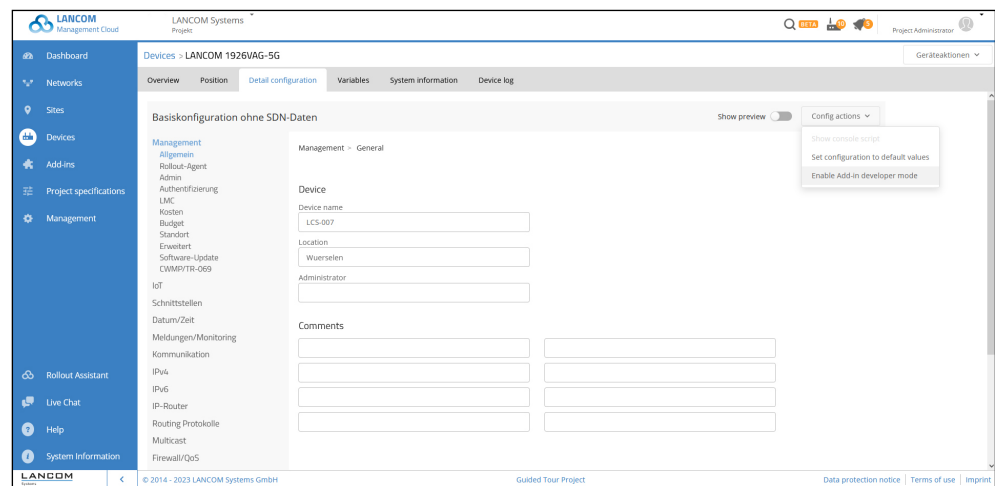 LANCOM
Management Cloud
LANCOM Systems
Projekt
BETA
Project Administrator
Dashboard
Networks
Sites
Devices
Add-ins
Project specifications
Management
Rollout Assistant
Live Chat
Help
System Information
LANCOM
Devices > LANCOM 1926VAG-5G
Geräteaktionen
Overview Position Detail configuration Variables System information Device log
Basiskonfiguration ohne SDN-Daten
Show preview
Config actions
Show console script
Set configuration to default values
Enable Add-in developer mode
Management
Allgemein
Rollout-Agent
Admin
Authentifizierung
LMC
Kosten
Budget
Standort
Erweitert
Software-Update
CWMP/TR-069
IoT
Schnittstellen
Datum/Zeit
Meldungen/Monitoring
Kommunikation
IPv4
IPv6
IP-Router
Routing Protokolle
Multicast
Firewall/QoS
Management > General
Device
Device name
LCS-007
Location
Wuerselen
Administrator
Comments
© 2014 - 2023 LANCOM Systems GmbH
Guided Tour Project
Data protection notice | Terms of use | Imprint